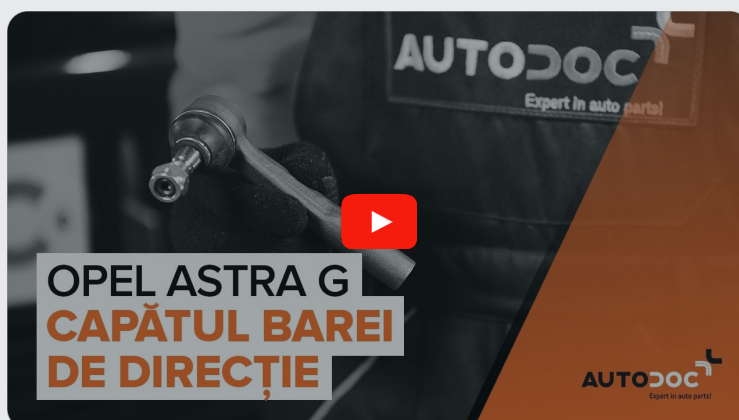 AUTODOC
Expert in auto parts!
OPEL ASTRA G
CAPĂTUL BAREI
DE DIRECȚIE
AUTODOC
Expert in auto parts!